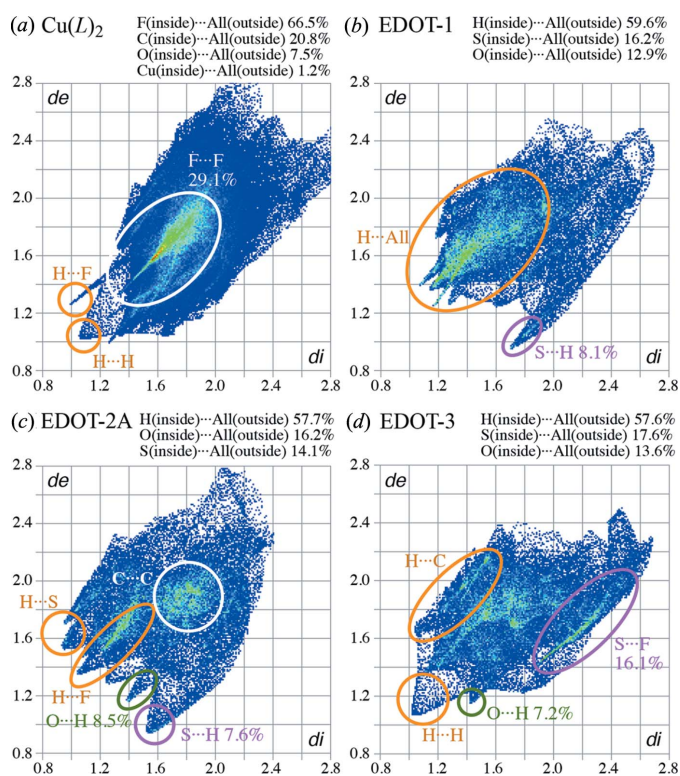 (a) Cu(L)2
F(inside)···All(outside) 66.5%
C(inside)···All(outside) 20.8%
O(inside)···All(outside) 7.5%
Cu(inside)···All(outside) 1.2%
2.8
de
2.4
F···F
29.1%
2.0
1.6
H···F
1.2
H···H
0.8
di
0.8 1.2 1.6 2.0 2.4 2.8
(b) EDOT-1
H(inside)···All(outside) 59.6%
S(inside)···All(outside) 16.2%
O(inside)···All(outside) 12.9%
2.8
de
2.4
2.0
H···All
1.6
1.2
S···H 8.1%
0.8
di
0.8 1.2 1.6 2.0 2.4 2.8
(c) EDOT-2A
H(inside)···All(outside) 57.7%
O(inside)···All(outside) 16.2%
S(inside)···All(outside) 14.1%
2.8
de
2.4
C···C
2.0
H···S
1.6
H···F
1.2
O···H 8.5%
S···H 7.6%
0.8
di
0.8 1.2 1.6 2.0 2.4 2.8
(d) EDOT-3
H(inside)···All(outside) 57.6%
S(inside)···All(outside) 17.6%
O(inside)···All(outside) 13.6%
2.8
de
2.4
H···C
2.0
S···F
16.1%
1.6
1.2
O···H 7.2%
H···H
0.8
di
0.8 1.2 1.6 2.0 2.4 2.8